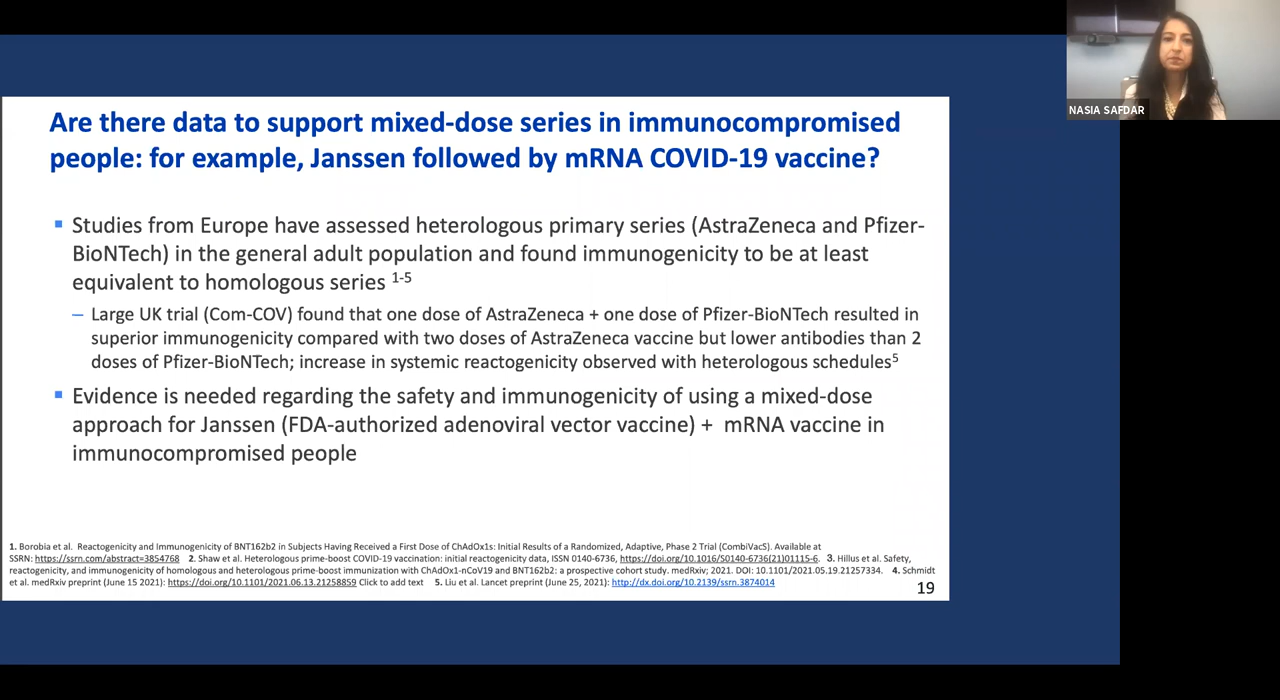 NASIA SAFDAR
Are there data to support mixed-dose series in immunocompromised
people: for example, Janssen followed by mRNA COVID-19 vaccine?
▪ Studies from Europe have assessed heterologous primary series (AstraZeneca and Pfizer-
BioNTech) in the general adult population and found immunogenicity to be at least
equivalent to homologous series 1-5
– Large UK trial (Com-COV) found that one dose of AstraZeneca + one dose of Pfizer-BioNTech resulted in
superior immunogenicity compared with two doses of AstraZeneca vaccine but lower antibodies than 2
doses of Pfizer-BioNTech; increase in systemic reactogenicity observed with heterologous schedules5
▪ Evidence is needed regarding the safety and immunogenicity of using a mixed-dose
approach for Janssen (FDA-authorized adenoviral vector vaccine) + mRNA vaccine in
immunocompromised people
1. Borobia et al. Reactogenicity and Immunogenicity of BNT162b2 in Subjects Having Received a First Dose of ChAdOx1s: Initial Results of a Randomized, Adaptive, Phase 2 Trial (CombiVacS). Available at
SSRN: https://ssrn.com/abstract=3854768 2. Shaw et al. Heterologous prime-boost COVID-19 vaccination: initial reactogenicity data, ISSN 0140-6736, https://doi.org/10.1016/S0140-6736(21)01115-6. 3. Hillus et al. Safety,
reactogenicity, and immunogenicity of homologous and heterologous prime-boost immunization with ChAdOx1-nCoV19 and BNT162b2: a prospective cohort study. medRxiv; 2021. DOI: 10.1101/2021.05.19.21257334. 4. Schmidt
et al. medRxiv preprint (June 15 2021): https://doi.org/10.1101/2021.06.13.21258859 Click to add text 5. Liu et al. Lancet preprint (June 25, 2021): http://dx.doi.org/10.2139/ssrn.3874014
19